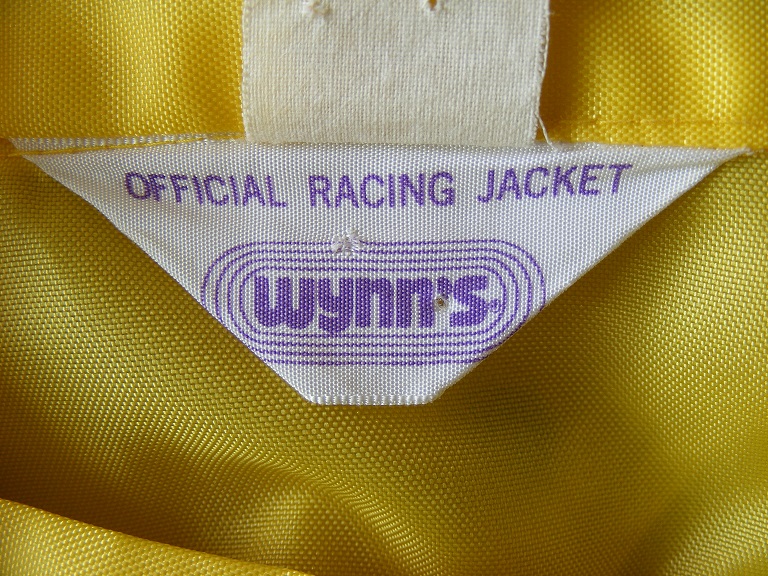 OFFICIAL RACING JACKET
wynn's